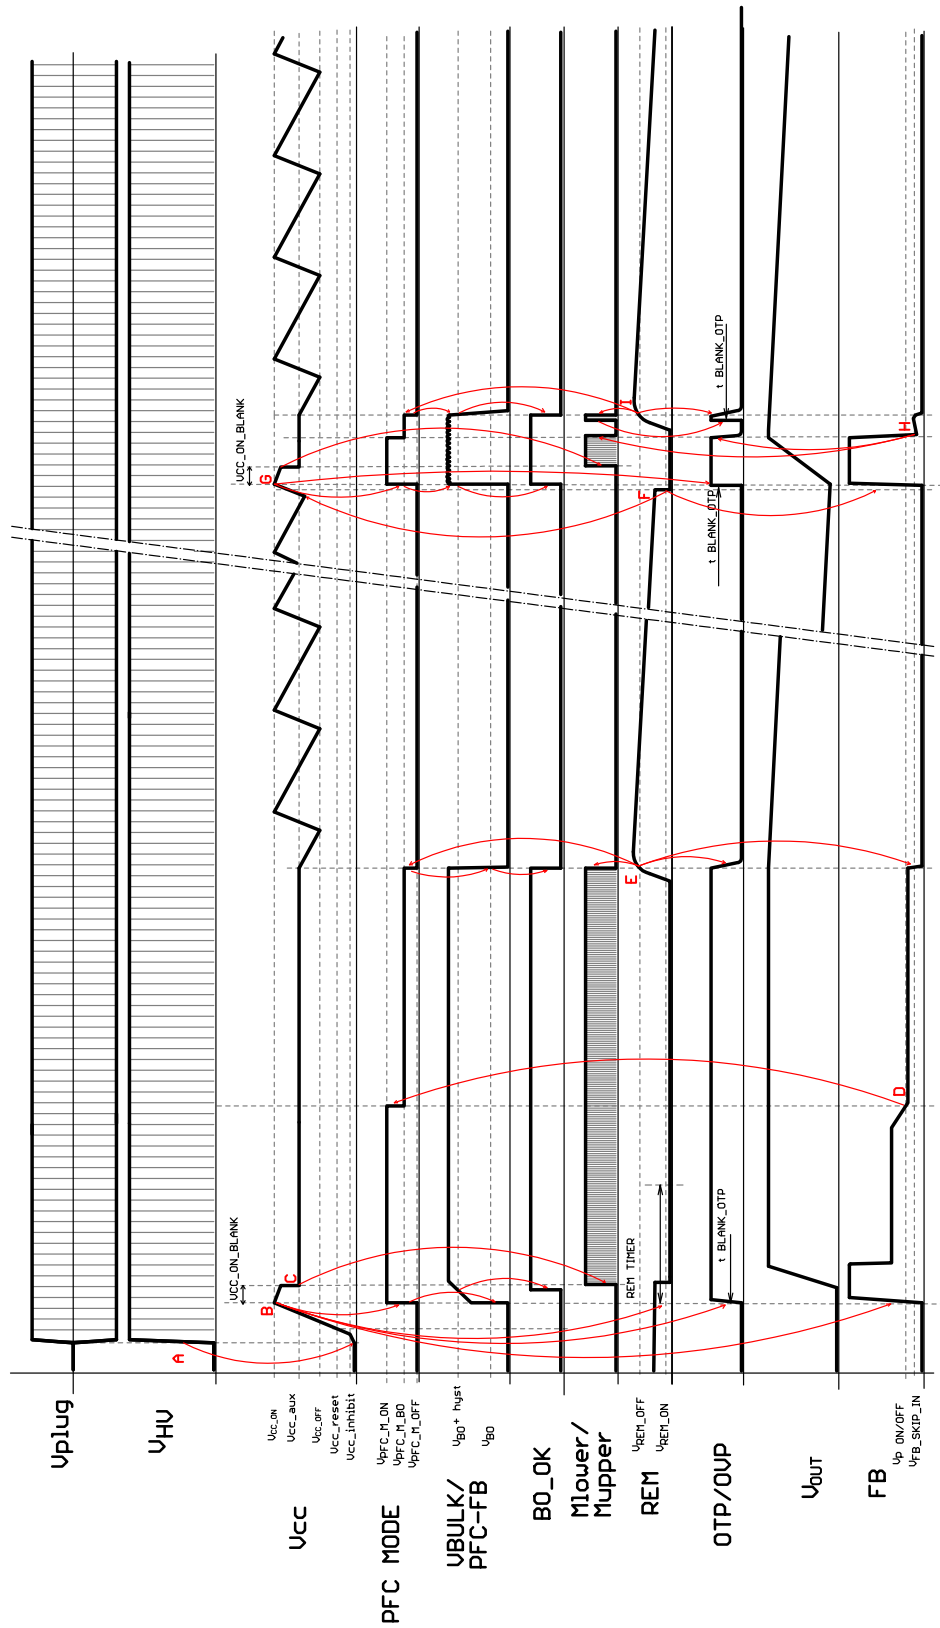 Vplug
VHV
A
Vcc
VCC_ON
Vcc_aux
VCC_OFF
Vcc_reset
Vcc_inhibit
B
C
VCC_ON_BLANK
G
VCC_ON_BLANK
PFC MODE
VPFC_M_ON
VPFC_M_BO
VPFC_M_OFF
VBULK/
PFC-FB
VBO+ hyst
VBO
BO_OK
Mlower/
Mupper
REM
VREM_OFF
VREM_ON
REM TIMER
E
F
I
OTP/OVP
t BLANK_OTP
t BLANK_OTP
t BLANK_OTP
VOUT
FB
VP ON/OFF
VFB_SKIP_IN
D
H